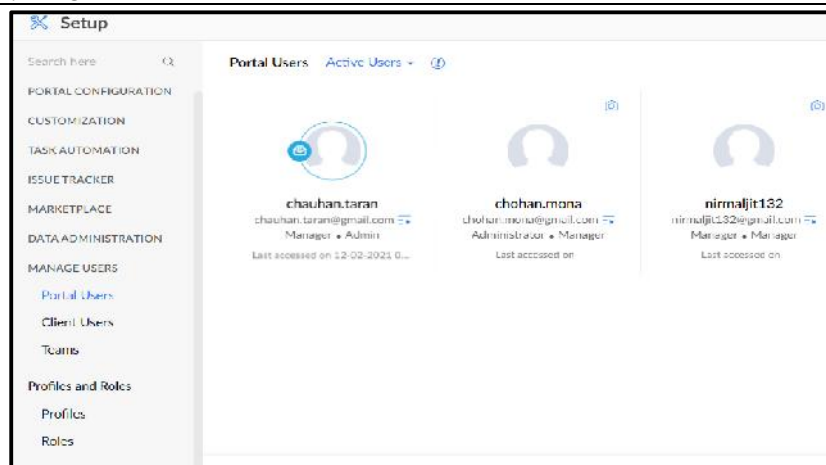 Setup
Search here
PORTAL CONFIGURATION
CUSTOMIZATION
TASK AUTOMATION
ISSUE TRACKER
MARKETPLACE
DATA ADMINISTRATION
MANAGE USERS
Portal Users
Client Users
Teams
Profiles and Roles
Profiles
Roles
Portal Users Active Users
chauhan.taran
chauhan.taran@gmail.com
Manager • Admin
Last accessed on 12-02-2021 0...
chohan.mona
chohan.mona@gmail.com
Administrator • Manager
Last accessed on
nirmaljit132
nirmaljit132@gmail.com
Manager • Manager
Last accessed on